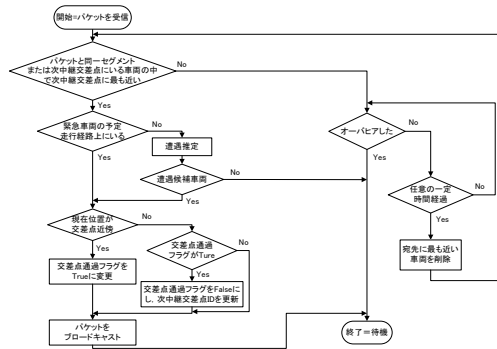 開始=パケットを受信
パケットと同一セグメント
または次中継交差点にいる車両の中
で次中継交差点に最も近い
No
Yes
緊急車両の予定
走行経路上にいる
No
Yes
遭遇推定
遭遇候補車両
No
Yes
オーバヒアした
No
Yes
任意の一定
時間経過
No
Yes
宛先に最も近い
車両を削除
現在位置が
交差点近傍
No
Yes
交差点通過
フラグがTure
No
Yes
交差点通過フラグを
Trueに変更
交差点通過フラグをFalseに
し、次中継交差点IDを更新
パケットを
ブロードキャスト
終了=待機